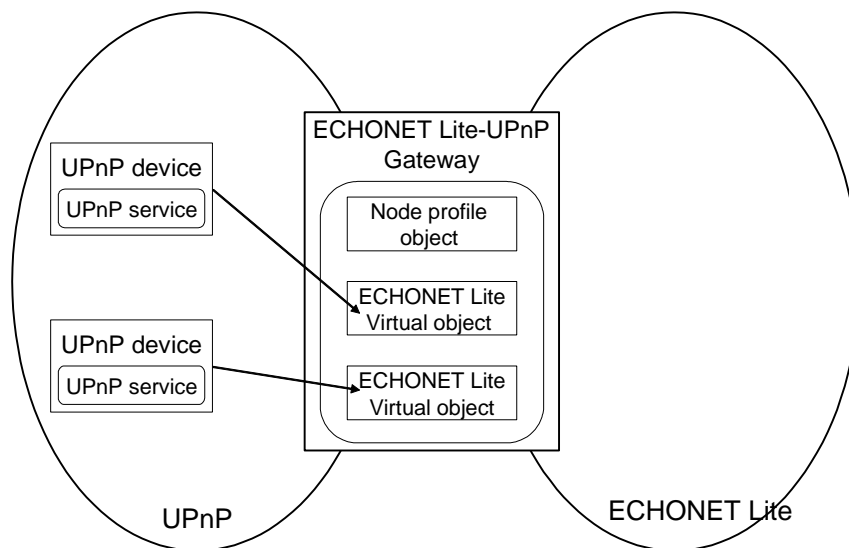 ECHONET Lite-UPnP
Gateway
UPnP device
UPnP service
Node profile
object
ECHONET Lite
Virtual object
UPnP device
UPnP service
ECHONET Lite
Virtual object
UPnP
ECHONET Lite